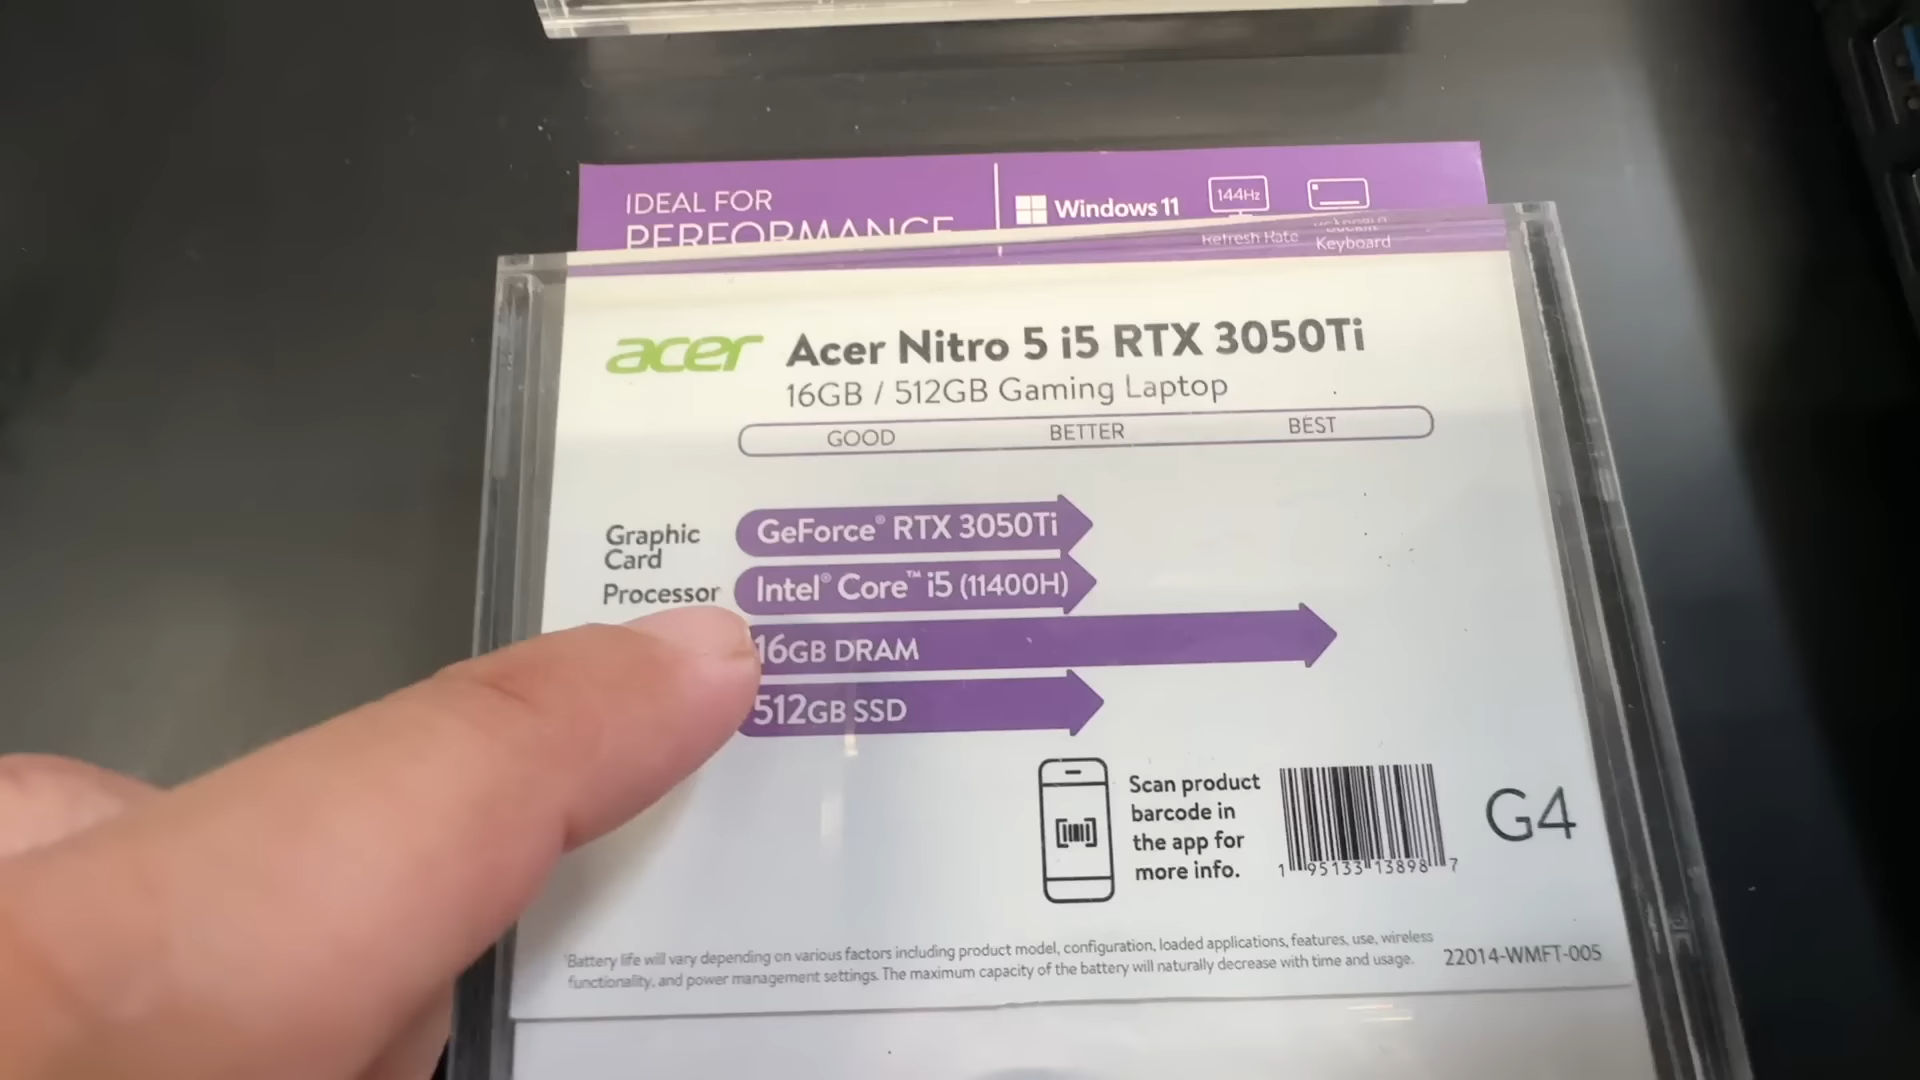 IDEAL FOR
PERFORMANCE
Windows 11
144Hz
Refresh Rate
Keyboard
acer
Acer Nitro 5 i5 RTX 3050Ti
16GB / 512GB Gaming Laptop
GOOD BETTER BEST
Graphic
Card
GeForce® RTX 3050Ti
Processor
Intel® Core™ i5 (11400H)
16GB DRAM
512GB SSD
Scan product
barcode in
the app for
more info.
1 95133 13898 7
G4
¹Battery life will vary depending on various factors including product model, configuration, loaded applications, features, use, wireless
functionality, and power management settings. The maximum capacity of the battery will naturally decrease with time and usage.
22014-WMFT-005